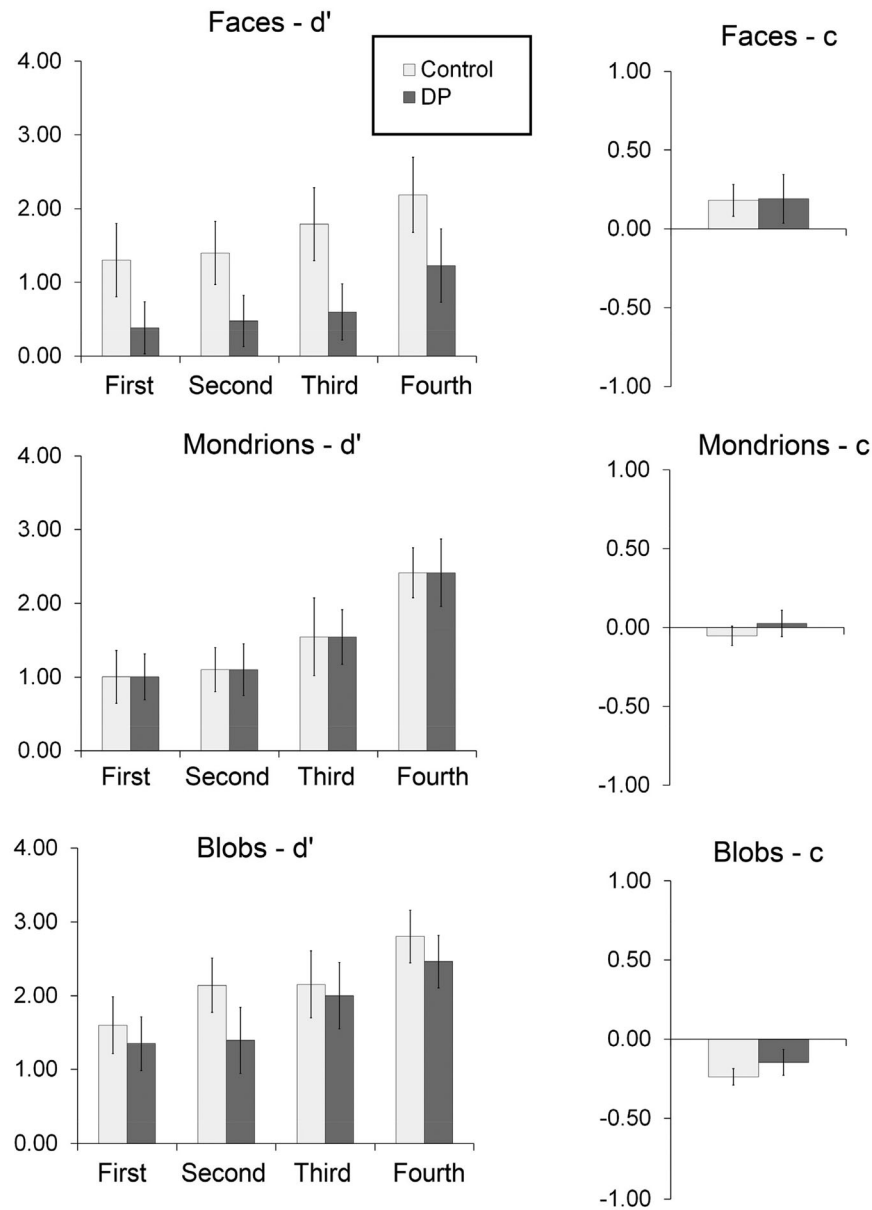 Faces - d'
4.00
3.00
2.00
1.00
0.00
First Second Third Fourth
Control
DP
Faces - c
1.00
0.50
0.00
-0.50
-1.00
Mondrions - d'
4.00
3.00
2.00
1.00
0.00
First Second Third Fourth
Mondrions - c
1.00
0.50
0.00
-0.50
-1.00
Blobs - d'
4.00
3.00
2.00
1.00
0.00
First Second Third Fourth
Blobs - c
1.00
0.50
0.00
-0.50
-1.00